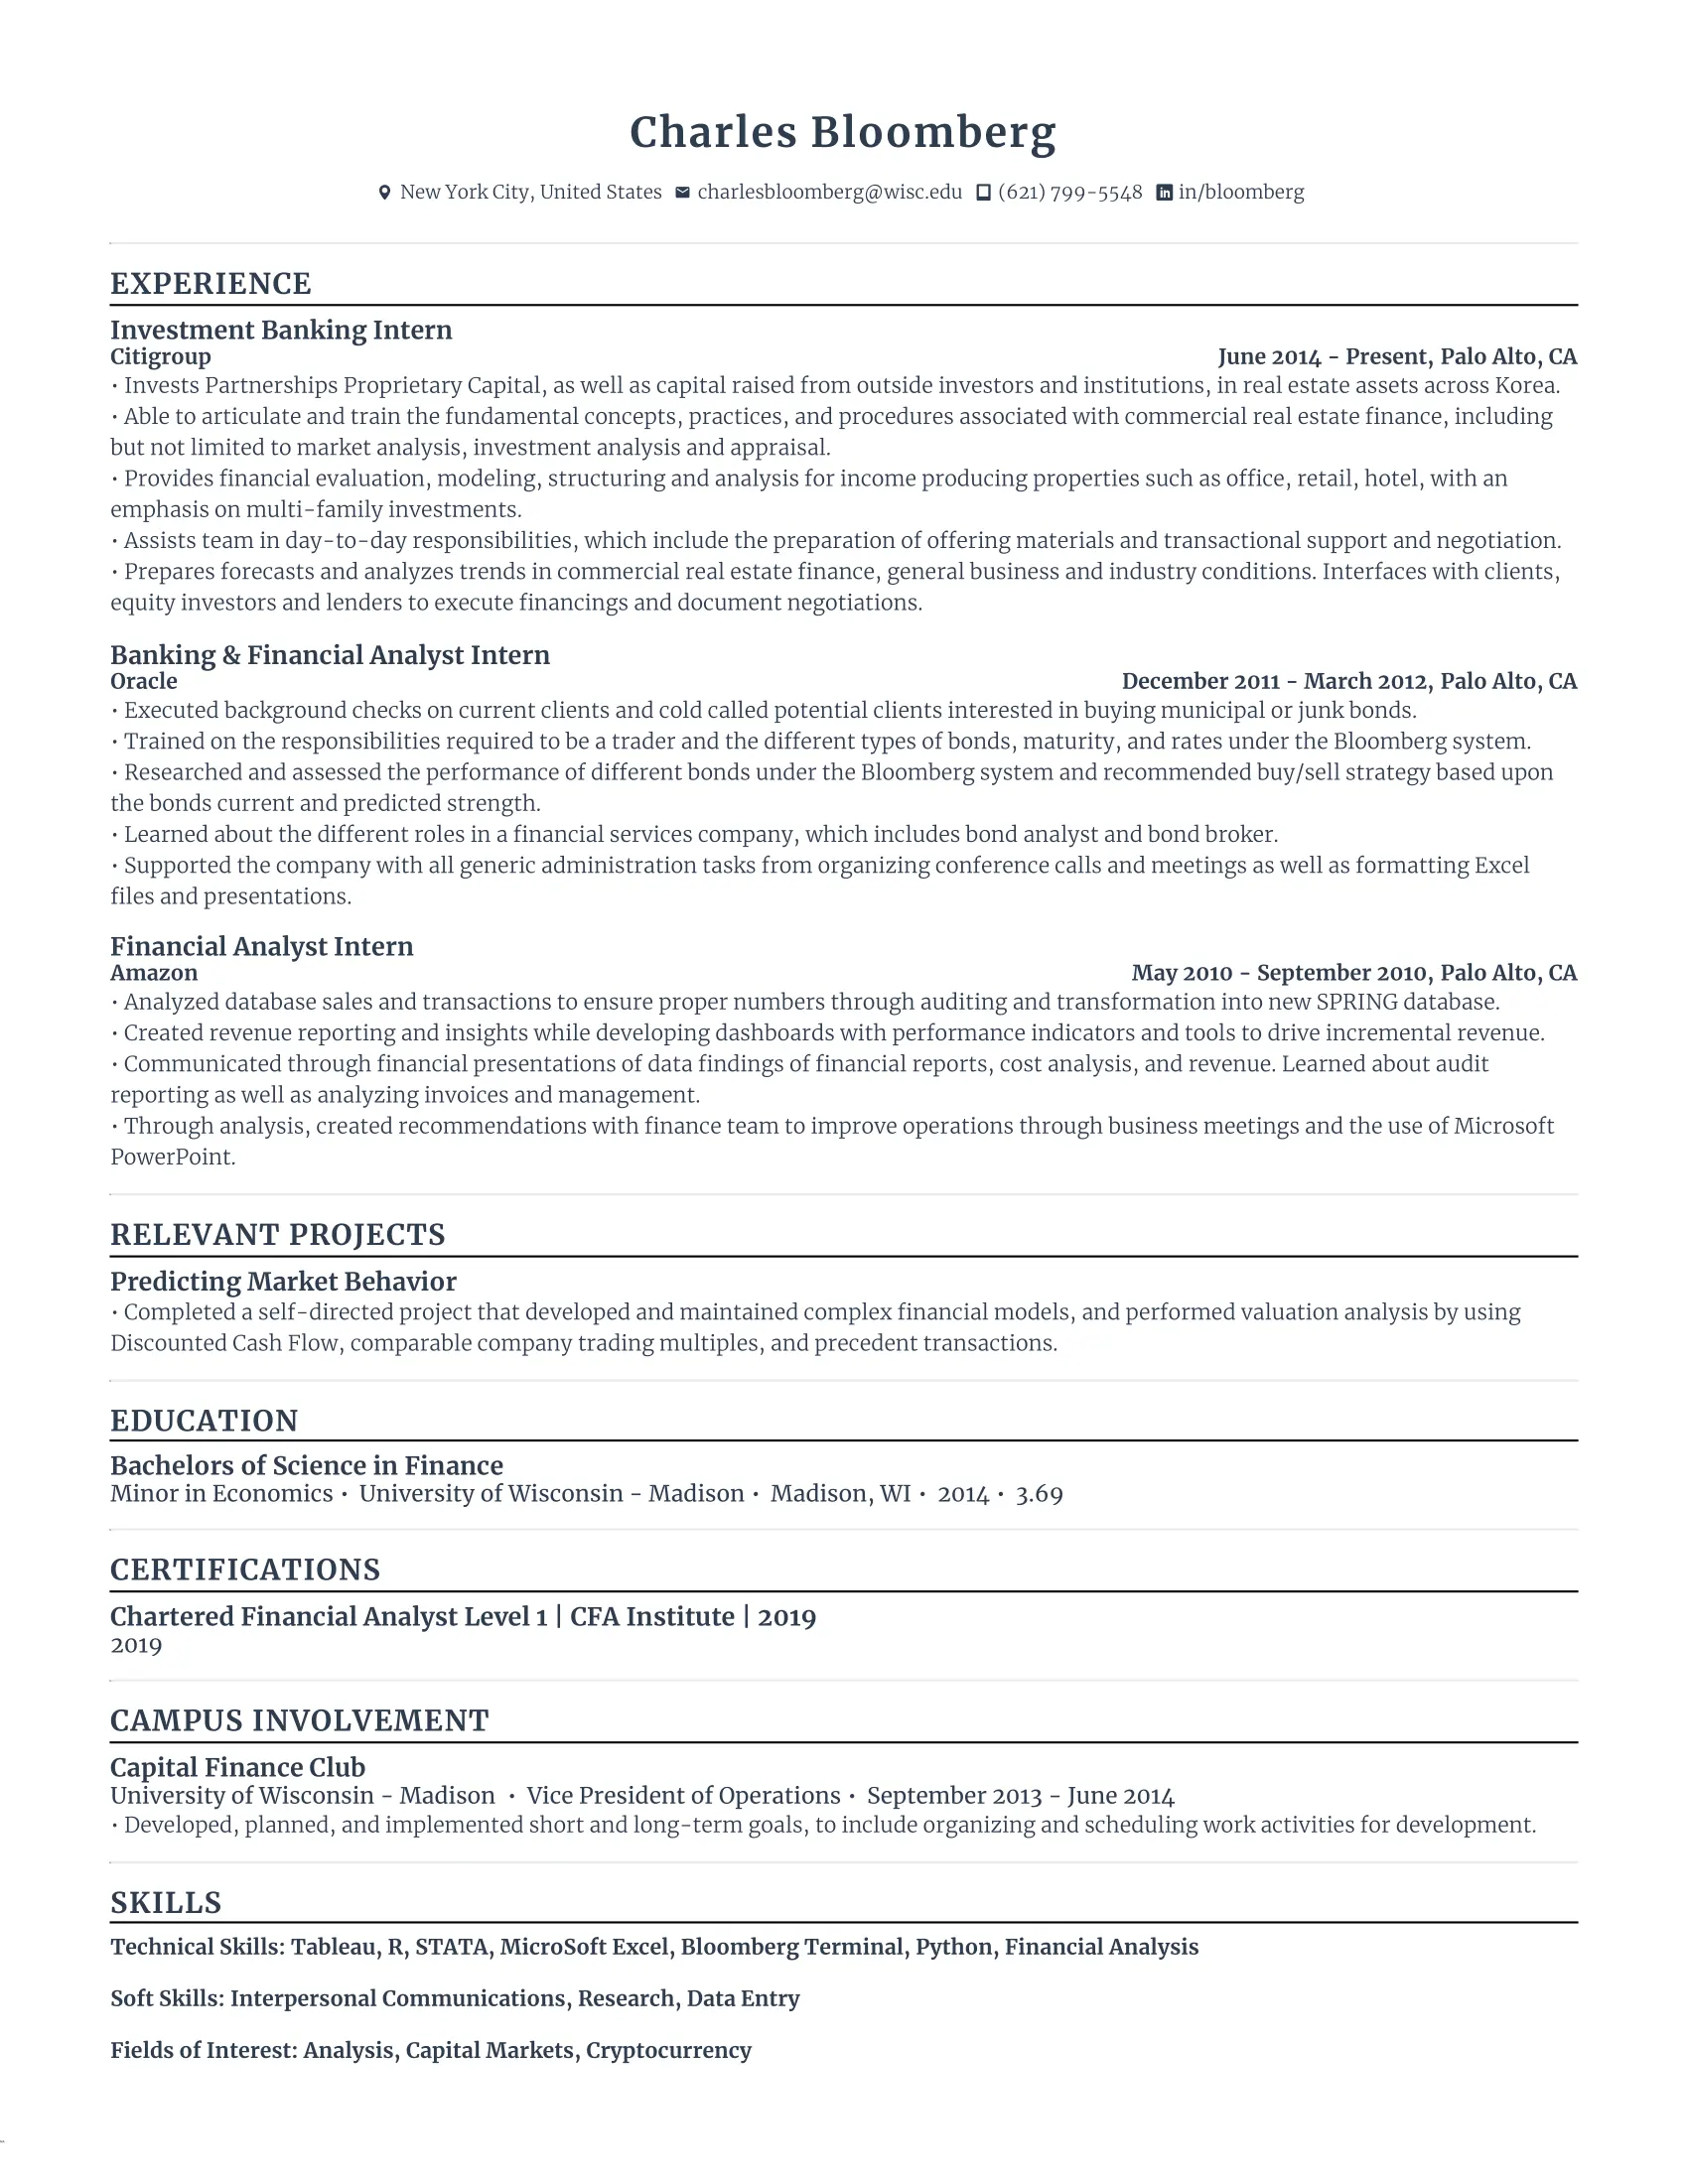 Charles Bloomberg
New York City, United States charlesbloomberg@wisc.edu (621) 799-5548 in/bloomberg
EXPERIENCE
Investment Banking Intern
Citigroup June 2014 - Present, Palo Alto, CA
• Invests Partnerships Proprietary Capital, as well as capital raised from outside investors and institutions, in real estate assets across Korea.
• Able to articulate and train the fundamental concepts, practices, and procedures associated with commercial real estate finance, including
but not limited to market analysis, investment analysis and appraisal.
• Provides financial evaluation, modeling, structuring and analysis for income producing properties such as office, retail, hotel, with an
emphasis on multi-family investments.
• Assists team in day-to-day responsibilities, which include the preparation of offering materials and transactional support and negotiation.
• Prepares forecasts and analyzes trends in commercial real estate finance, general business and industry conditions. Interfaces with clients,
equity investors and lenders to execute financings and document negotiations.
Banking & Financial Analyst Intern
Oracle December 2011 - March 2012, Palo Alto, CA
• Executed background checks on current clients and cold called potential clients interested in buying municipal or junk bonds.
• Trained on the responsibilities required to be a trader and the different types of bonds, maturity, and rates under the Bloomberg system.
• Researched and assessed the performance of different bonds under the Bloomberg system and recommended buy/sell strategy based upon
the bonds current and predicted strength.
• Learned about the different roles in a financial services company, which includes bond analyst and bond broker.
• Supported the company with all generic administration tasks from organizing conference calls and meetings as well as formatting Excel
files and presentations.
Financial Analyst Intern
Amazon May 2010 - September 2010, Palo Alto, CA
• Analyzed database sales and transactions to ensure proper numbers through auditing and transformation into new SPRING database.
• Created revenue reporting and insights while developing dashboards with performance indicators and tools to drive incremental revenue.
• Communicated through financial presentations of data findings of financial reports, cost analysis, and revenue. Learned about audit
reporting as well as analyzing invoices and management.
• Through analysis, created recommendations with finance team to improve operations through business meetings and the use of Microsoft
PowerPoint.
RELEVANT PROJECTS
Predicting Market Behavior
• Completed a self-directed project that developed and maintained complex financial models, and performed valuation analysis by using
Discounted Cash Flow, comparable company trading multiples, and precedent transactions.
EDUCATION
Bachelors of Science in Finance
Minor in Economics • University of Wisconsin - Madison • Madison, WI • 2014 • 3.69
CERTIFICATIONS
Chartered Financial Analyst Level 1 | CFA Institute | 2019
2019
CAMPUS INVOLVEMENT
Capital Finance Club
University of Wisconsin - Madison • Vice President of Operations • September 2013 - June 2014
• Developed, planned, and implemented short and long-term goals, to include organizing and scheduling work activities for development.
SKILLS
Technical Skills: Tableau, R, STATA, MicroSoft Excel, Bloomberg Terminal, Python, Financial Analysis
Soft Skills: Interpersonal Communications, Research, Data Entry
Fields of Interest: Analysis, Capital Markets, Cryptocurrency